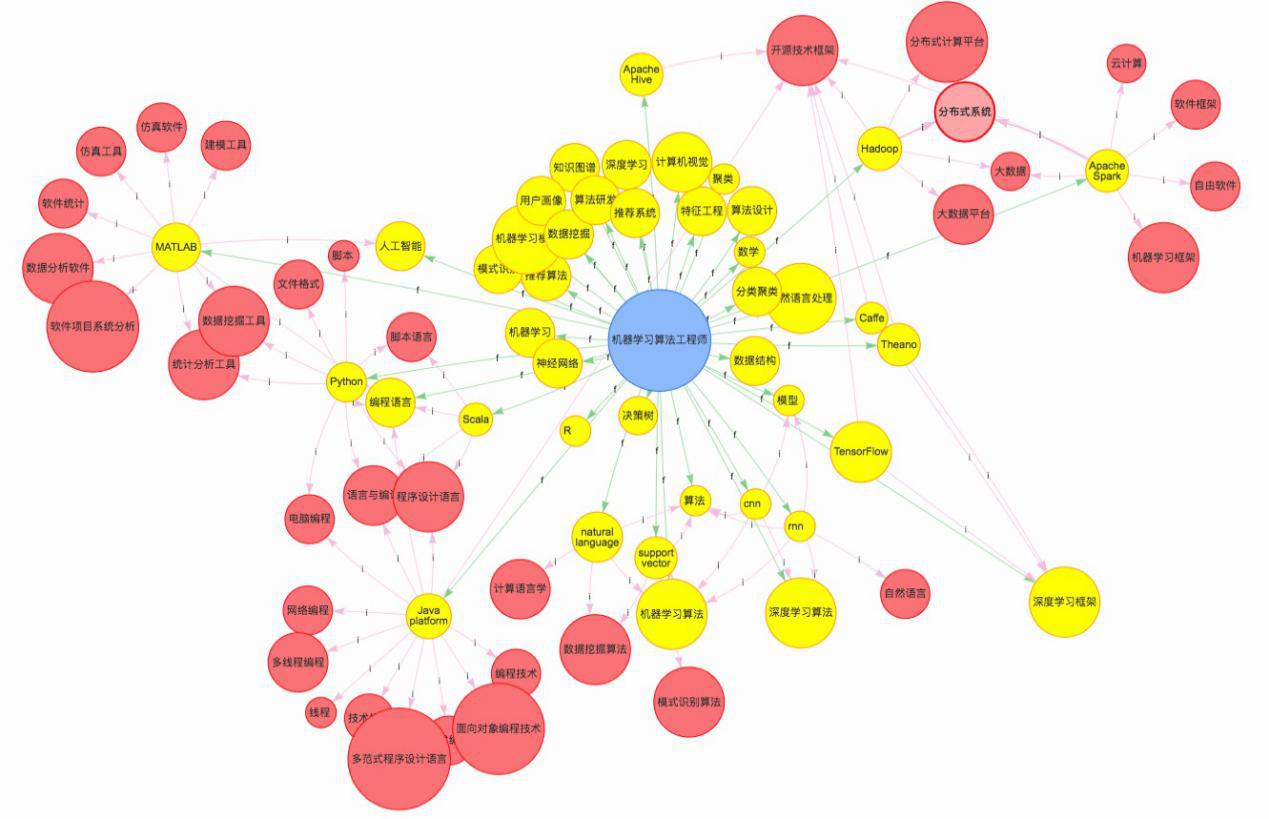 开源技术框架
分布式计算平台
Apache
Hive
云计算
软件框架
分布式系统
仿真软件
仿真工具
建模工具
Hadoop
大数据
Apache
Spark
自由软件
知识图谱
深度学习
计算机视觉
聚类
软件统计
用户画像
算法研发
推荐系统
特征工程
算法设计
大数据平台
MATLAB
人工智能
脚本
数据挖掘
数学
机器学习框架
数据分析软件
模式识
推荐算法
文件格式
分类聚类
然语言处理
软件项目系统分析
数据挖掘工具
Caffe
脚本语言
机器学习
机器学习算法工程师
Theano
统计分析工具
神经网络
数据结构
Python
编程语言
Scala
R
决策树
模型
TensorFlow
语言与编
程序设计语言
电脑编程
算法
cnn
rnn
natural
language
support
vector
计算语言学
自然语言
深度学习框架
网络编程
Java
platform
机器学习算法
深度学习算法
数据挖掘算法
多线程编程
编程技术
模式识别算法
线程
技术
面向对象编程技术
多范式程序设计语言